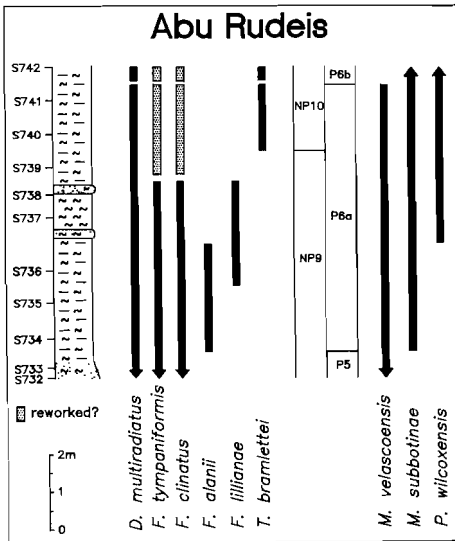 Abu Rudeis
S742
S741
S740
S739
S738
S737
S736
S735
S734
S733
S732
NP10
NP9
P6b
P6a
P5
reworked?
2m
1
0
D. multiradiatus
F. tympaniformis
F. clinatus
F. alanii
F. lillianae
T. bramlettei
M. velascoensis
M. subbotinae
P. wilcoxensis